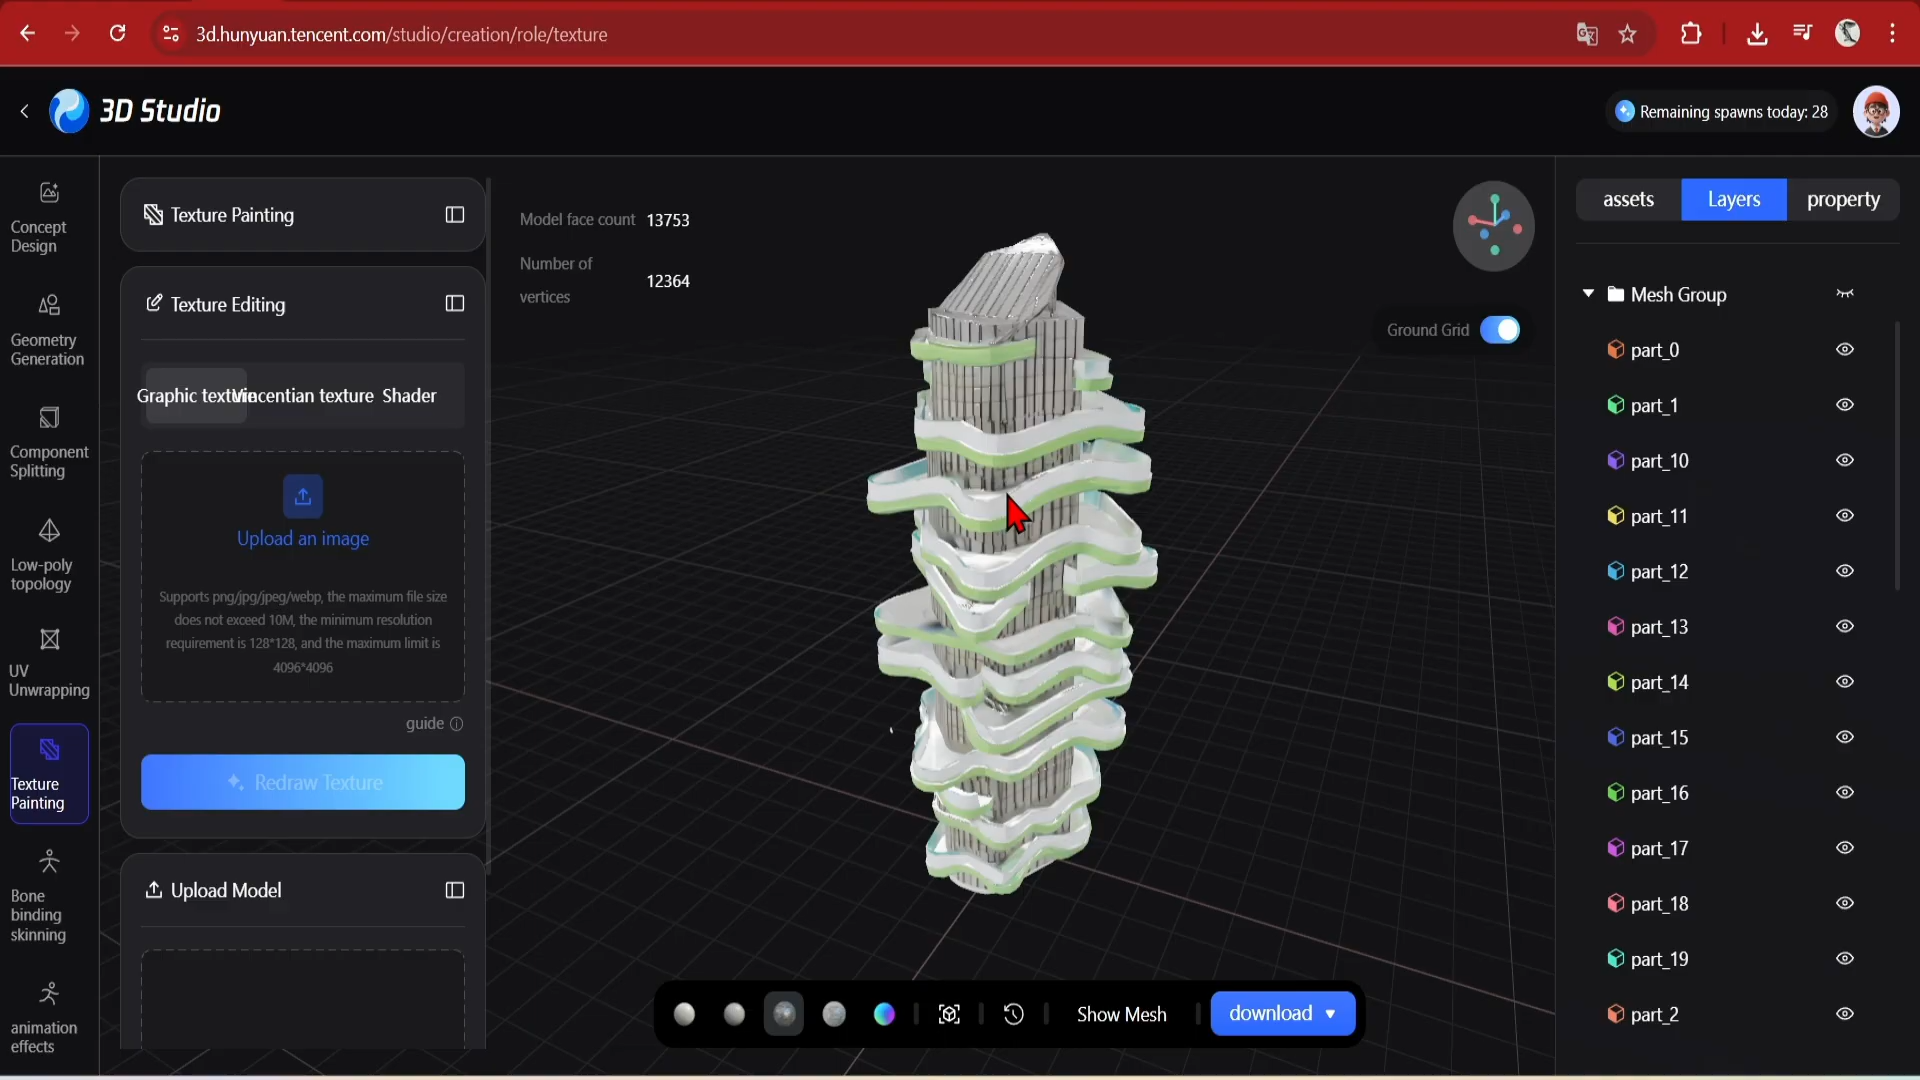 3d.hunyuan.tencent.com/studio/creation/role/texture
3D Studio
Remaining spawns today: 28
Concept
Design
Geometry
Generation
Component
Splitting
Low-poly
topology
UV
Unwrapping
Texture
Painting
Bone
binding
skinning
animation
effects
Texture Painting
Texture Editing
Graphic texture
Vincentian texture
Shader
Upload an image
Supports png/jpg/jpeg/webp, the maximum file size
does not exceed 10M, the minimum resolution
requirement is 128*128, and the maximum limit is
4096*4096
guide
Redraw Texture
Upload Model
Model face count 13753
Number of
vertices
12364
Ground Grid
Show Mesh
download
assets
Layers
property
Mesh Group
part_0
part_1
part_10
part_11
part_12
part_13
part_14
part_15
part_16
part_17
part_18
part_19
part_2